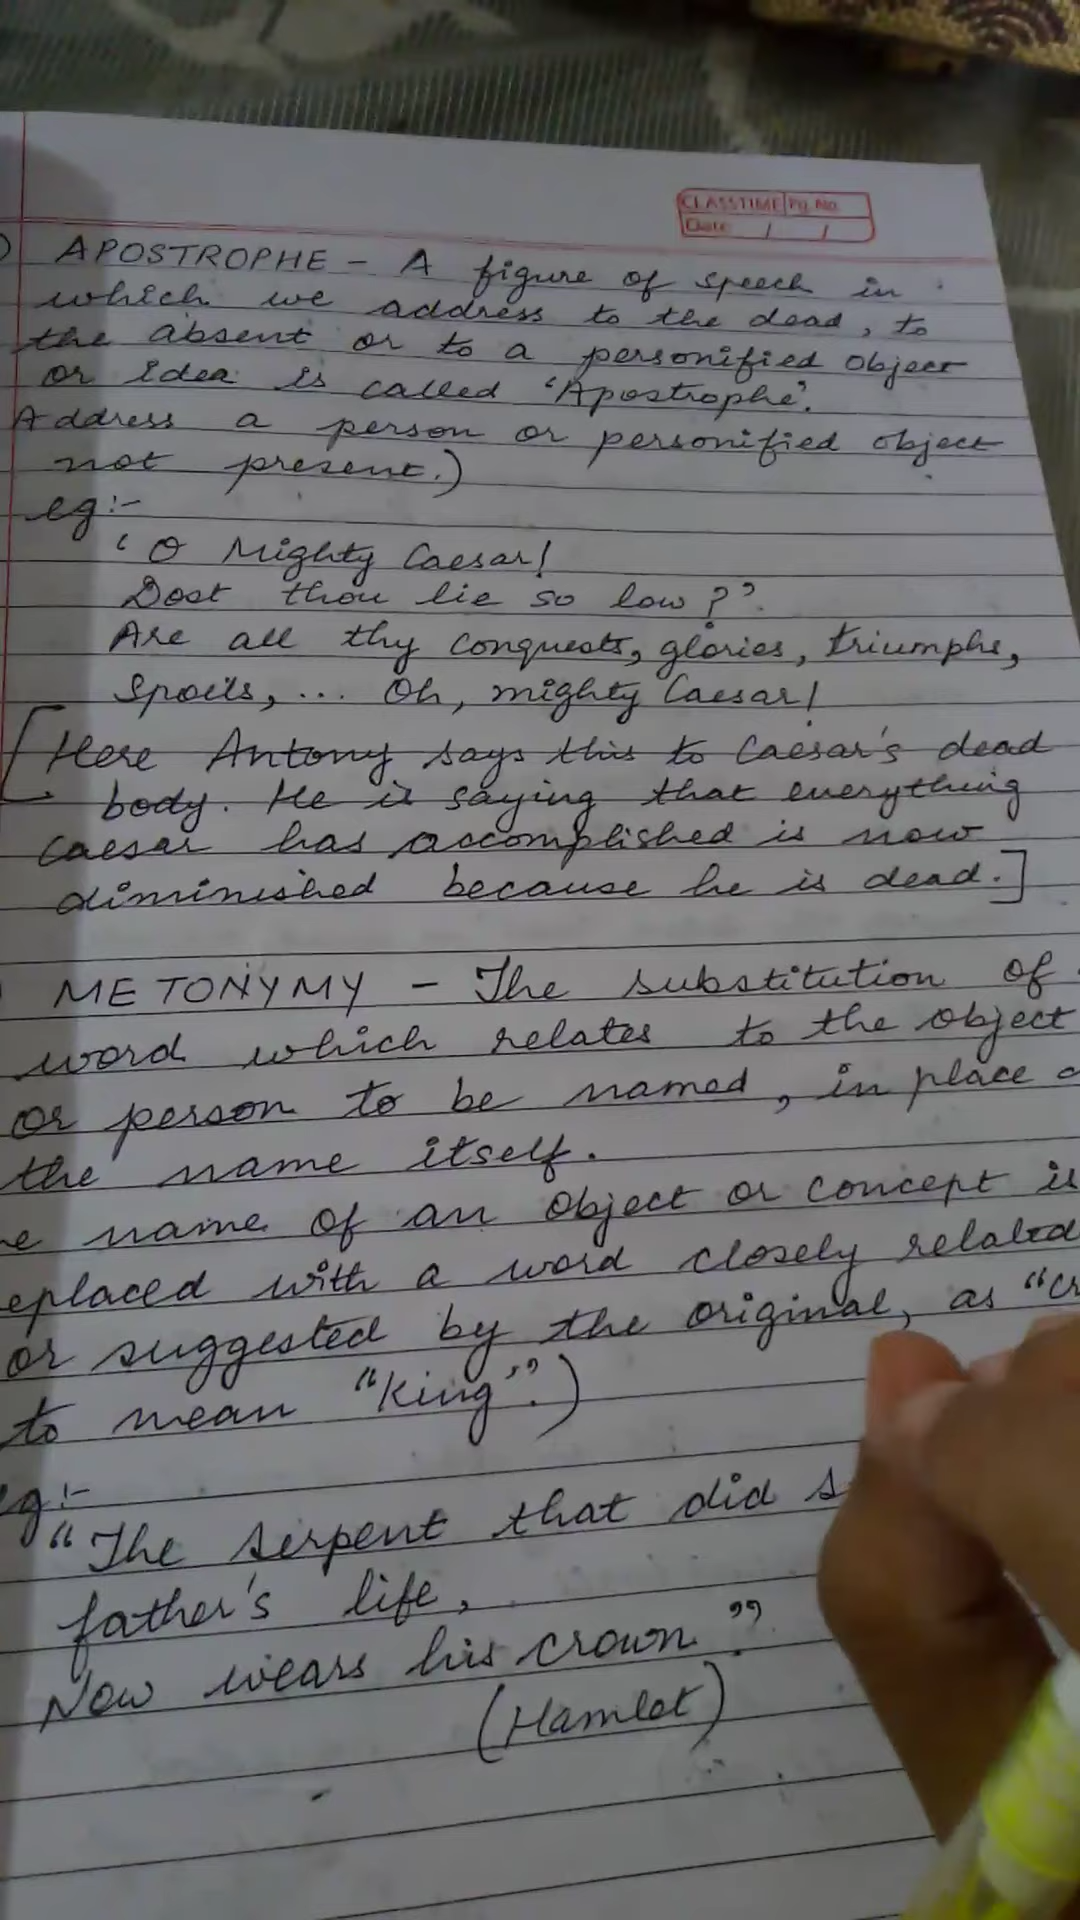 CLASSTIME Pg. No.
Date / /
APOSTROPHE - A figure of speech in
which we address to the dead, to
the absent or to a personified object
or idea is called 'Apostrophe'.
Address a person or personified object
not present.)
eg:-
'O Mighty Caesar!
Dost thou lie so low?'
Are all thy conquests, glories, triumphs,
Spoils, ... Oh, mighty Caesar!
[Here Antony says this to Caesar's dead
body. He is saying that everything
Caesar has accomplished is now
diminished because he is dead.]
METONYMY - The substitution of
word which relates to the object
or person to be named, in place
the name itself.
name of an object or concept is
eplaced with a word closely related
or suggested by the original, as "cr
to mean "King".)
eg:-
"The serpent that did s
father's life,
Now wears his crown"
(Hamlet)